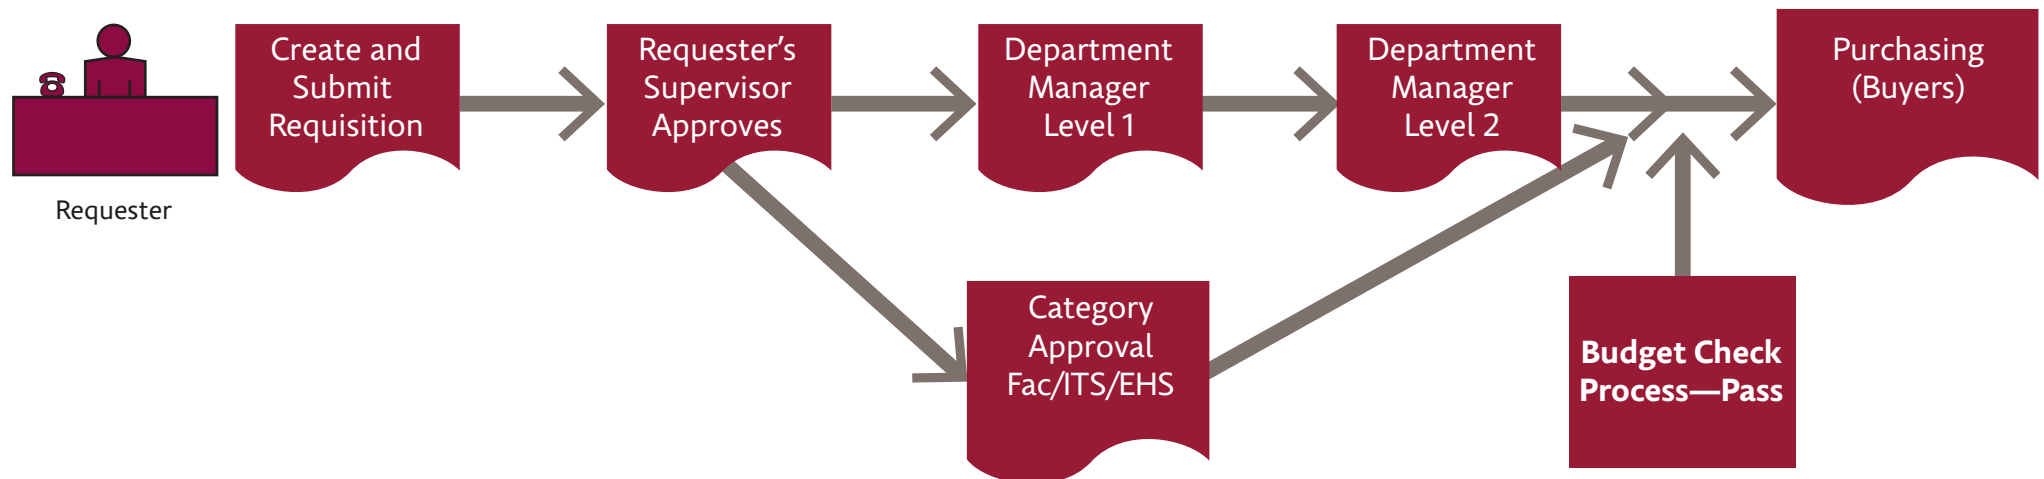 Requester
Create and
Submit
Requisition
Requester’s
Supervisor
Approves
Department
Manager
Level 1
Department
Manager
Level 2
Purchasing
(Buyers)
Category
Approval
Fac/ITS/EHS
Budget Check
Process—Pass